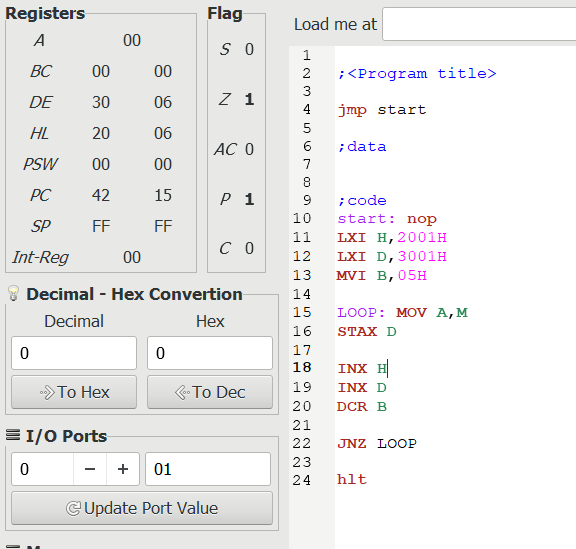 Registers
A 00
BC 00 00
DE 30 06
HL 20 06
PSW 00 00
PC 42 15
SP FF FF
Int-Reg 00
Flag
S 0
Z 1
AC 0
P 1
C 0
Decimal - Hex Convertion
Decimal Hex
0 0
To Hex To Dec
I/O Ports
0 − + 01
Update Port Value
Load me at
1
2 ;<Program title>
3
4 jmp start
5
6 ;data
7
8
9 ;code
10 start: nop
11 LXI H,2001H
12 LXI D,3001H
13 MVI B,05H
14
15 LOOP: MOV A,M
16 STAX D
17
18 INX H
19 INX D
20 DCR B
21
22 JNZ LOOP
23
24 hlt